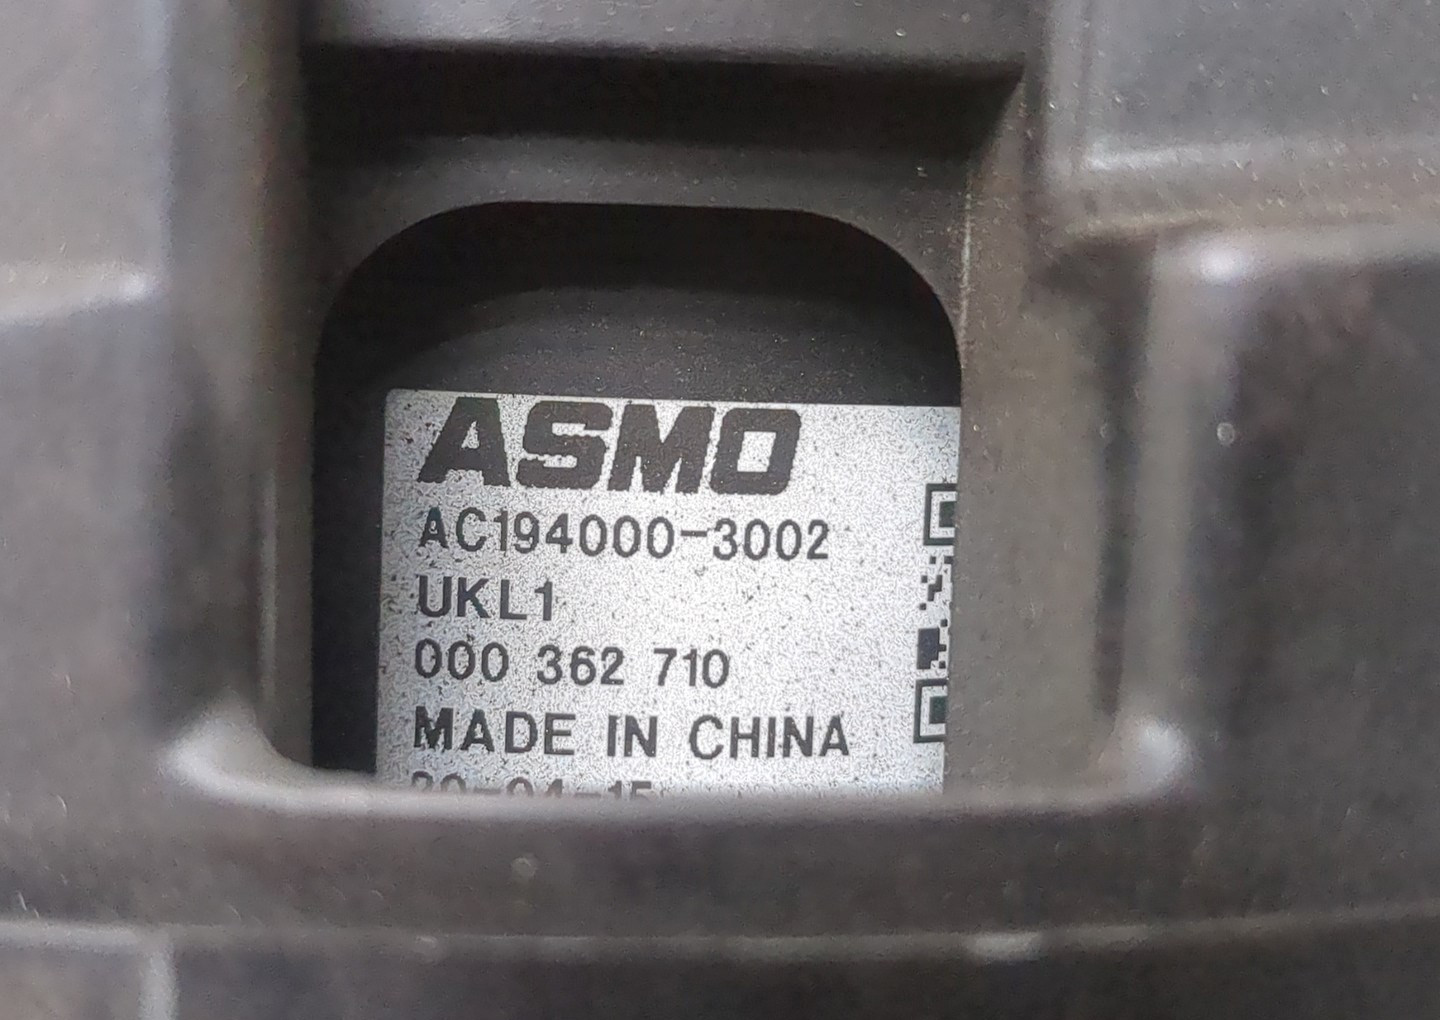 ASMO
AC194000-3002
UKL1
000 362 710
MADE IN CHINA